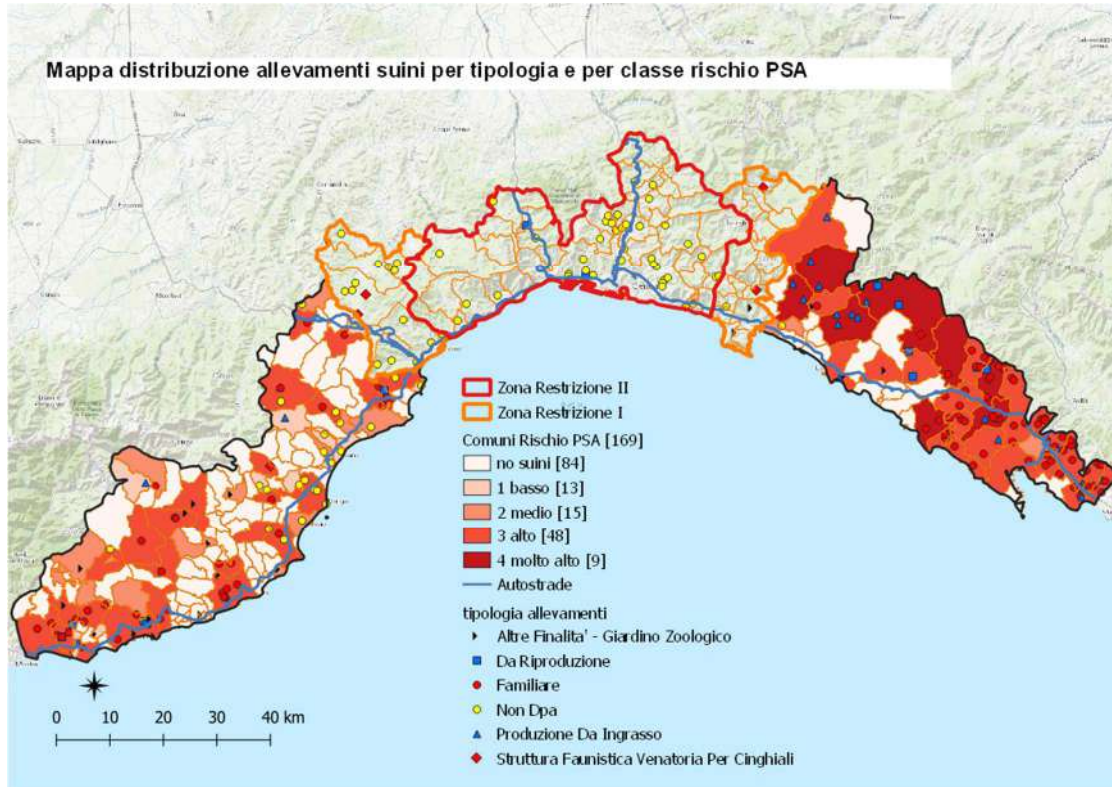 Mappa distribuzione allevamenti suini per tipologia e per classe rischio PSA
Zona Restrizione II
Zona Restrizione I
Comuni Rischio PSA [169]
no suini [84]
1 basso [13]
2 medio [15]
3 alto [48]
4 molto alto [9]
Autostrade
tipologia allevamenti
Altre Finalita' - Giardino Zoologico
Da Riproduzione
Familiare
Non Dpa
Produzione Da Ingrasso
Struttura Faunistica Venatoria Per Cinghiali
0 10 20 30 40 km